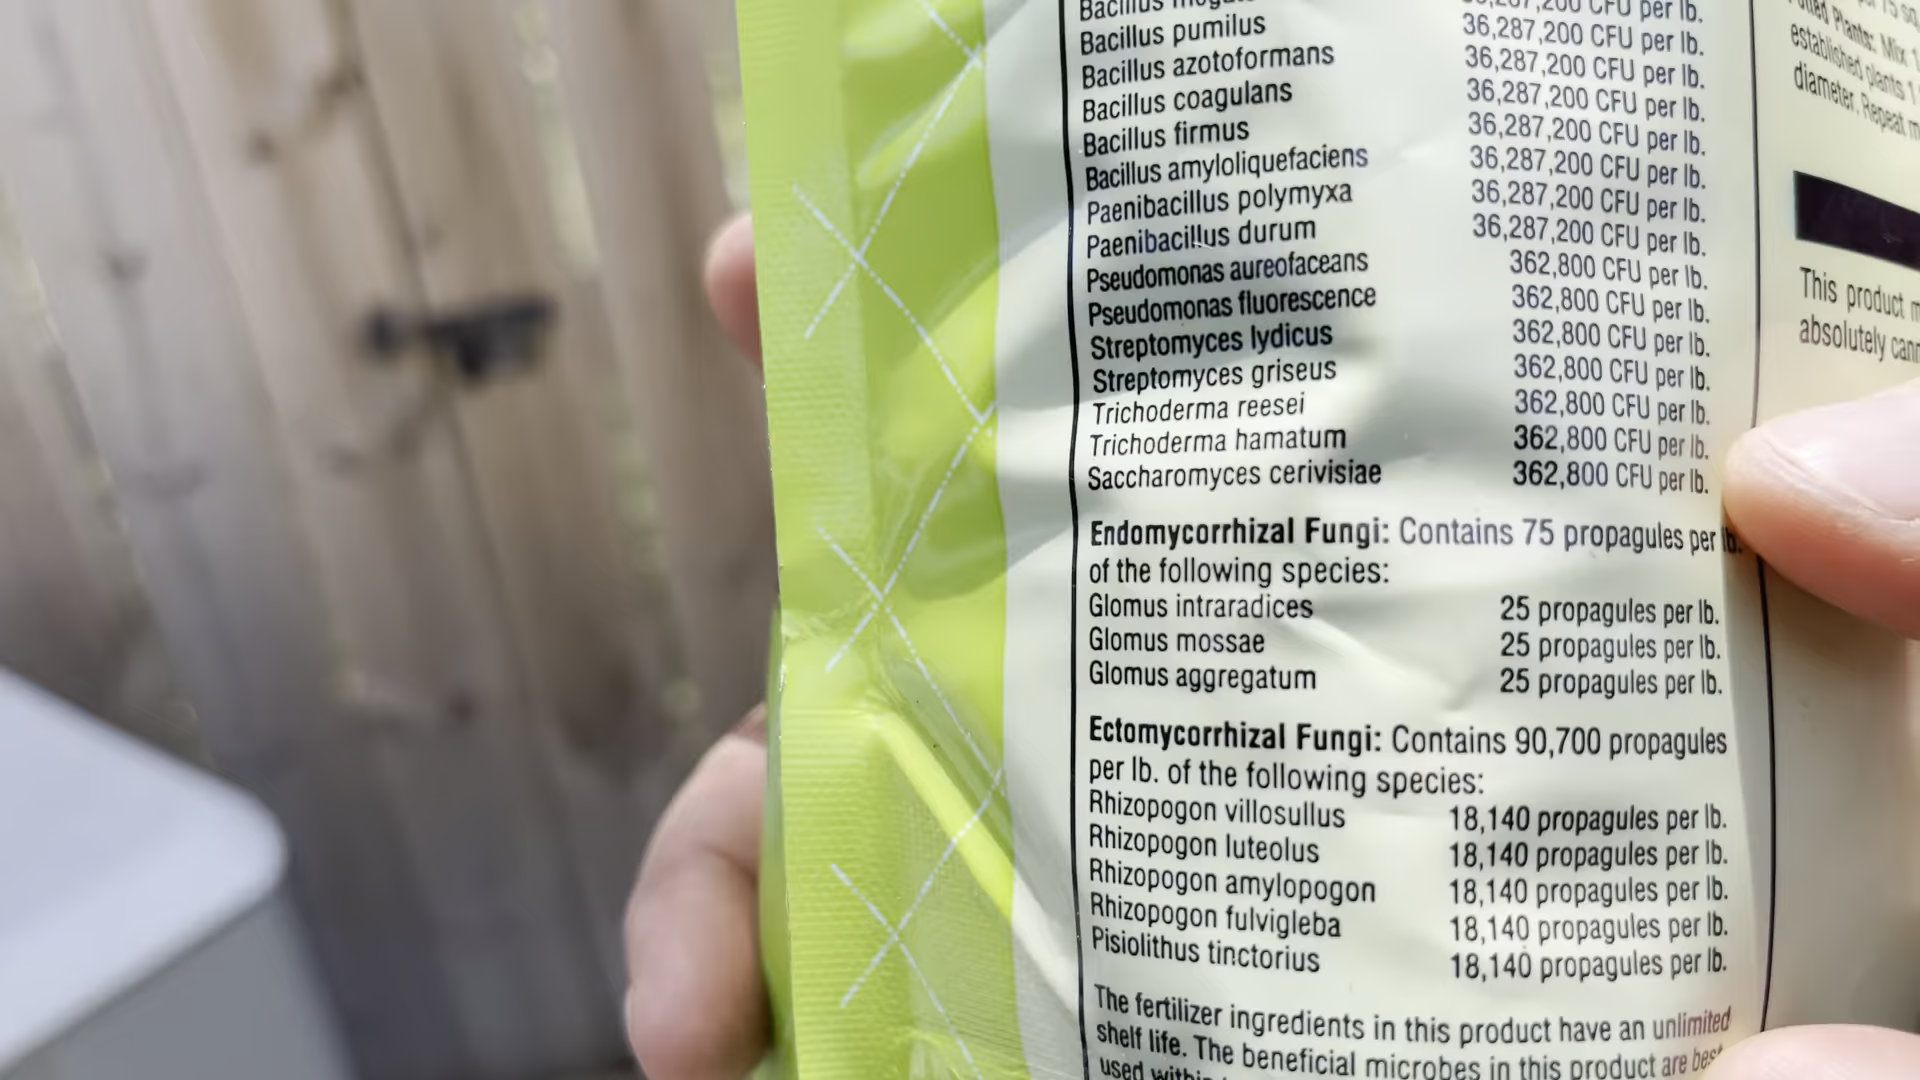 Bacillus
Bacillus pumilus 36,287,200 CFU per lb.
Bacillus azotoformans 36,287,200 CFU per lb.
Bacillus coagulans 36,287,200 CFU per lb.
Bacillus firmus 36,287,200 CFU per lb.
Bacillus amyloliquefaciens 36,287,200 CFU per lb.
Paenibacillus polymyxa 36,287,200 CFU per lb.
Paenibacillus durum 36,287,200 CFU per lb.
Pseudomonas aureofaceans 362,800 CFU per lb.
Pseudomonas fluorescence 362,800 CFU per lb.
Streptomyces lydicus 362,800 CFU per lb.
Streptomyces griseus 362,800 CFU per lb.
Trichoderma reesei 362,800 CFU per lb.
Trichoderma hamatum 362,800 CFU per lb.
Saccharomyces cerivisiae 362,800 CFU per lb.
Endomycorrhizal Fungi: Contains 75 propagules per lb.
of the following species:
Glomus intraradices 25 propagules per lb.
Glomus mossae 25 propagules per lb.
Glomus aggregatum 25 propagules per lb.
Ectomycorrhizal Fungi: Contains 90,700 propagules
per lb. of the following species:
Rhizopogon villosullus 18,140 propagules per lb.
Rhizopogon luteolus 18,140 propagules per lb.
Rhizopogon amylopogon 18,140 propagules per lb.
Rhizopogon fulvigleba 18,140 propagules per lb.
Pisiolithus tinctorius 18,140 propagules per lb.
The fertilizer ingredients in this product have an unlimited
shelf life. The beneficial microbes in this product are best
used
Plants: Mix
established plants 1
diameter. Repeat
This product
absolutely